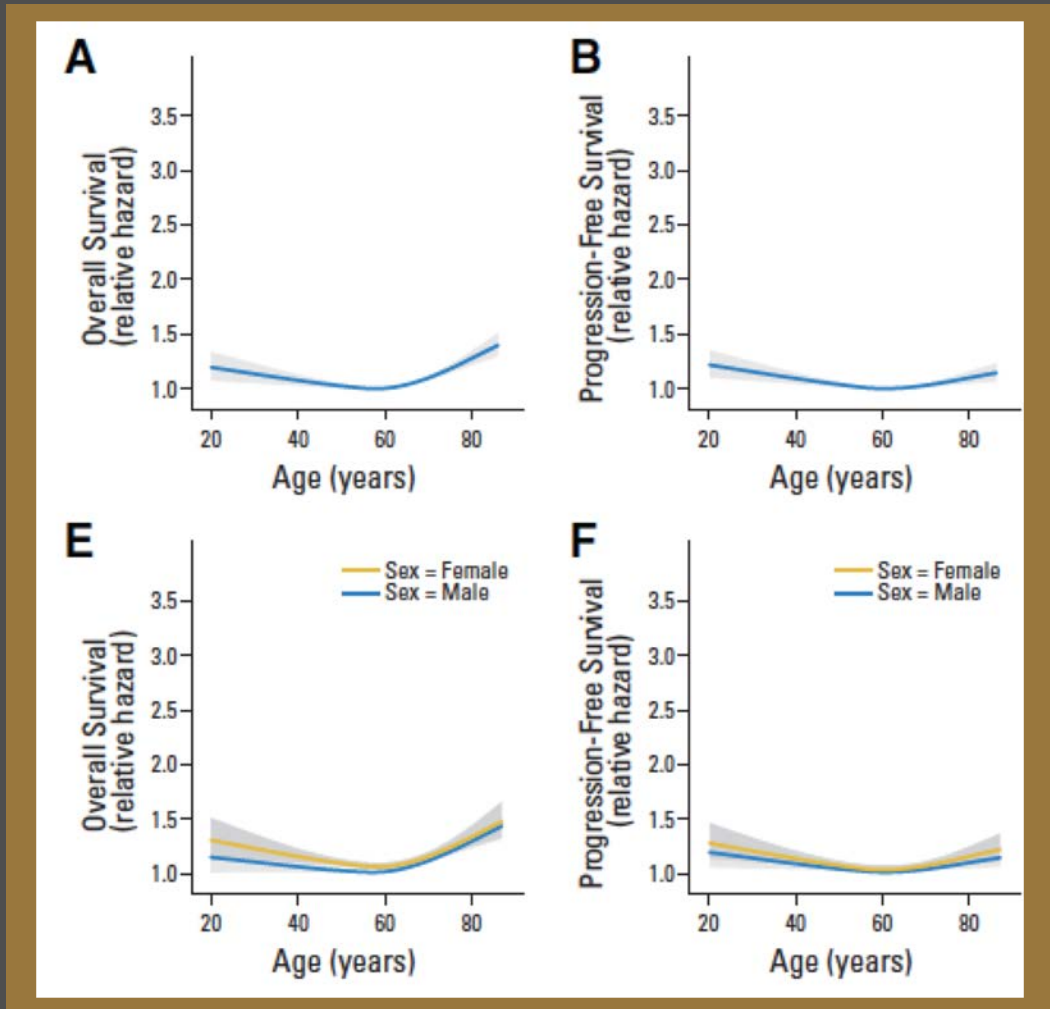 A
Overall Survival
(relative hazard)
3.5
3.0
2.5
2.0
1.5
1.0
20 40 60 80
Age (years)
B
Progression-Free Survival
(relative hazard)
3.5
3.0
2.5
2.0
1.5
1.0
20 40 60 80
Age (years)
E
Overall Survival
(relative hazard)
Sex = Female
Sex = Male
3.5
3.0
2.5
2.0
1.5
1.0
20 40 60 80
Age (years)
F
Progression-Free Survival
(relative hazard)
Sex = Female
Sex = Male
3.5
3.0
2.5
2.0
1.5
1.0
20 40 60 80
Age (years)